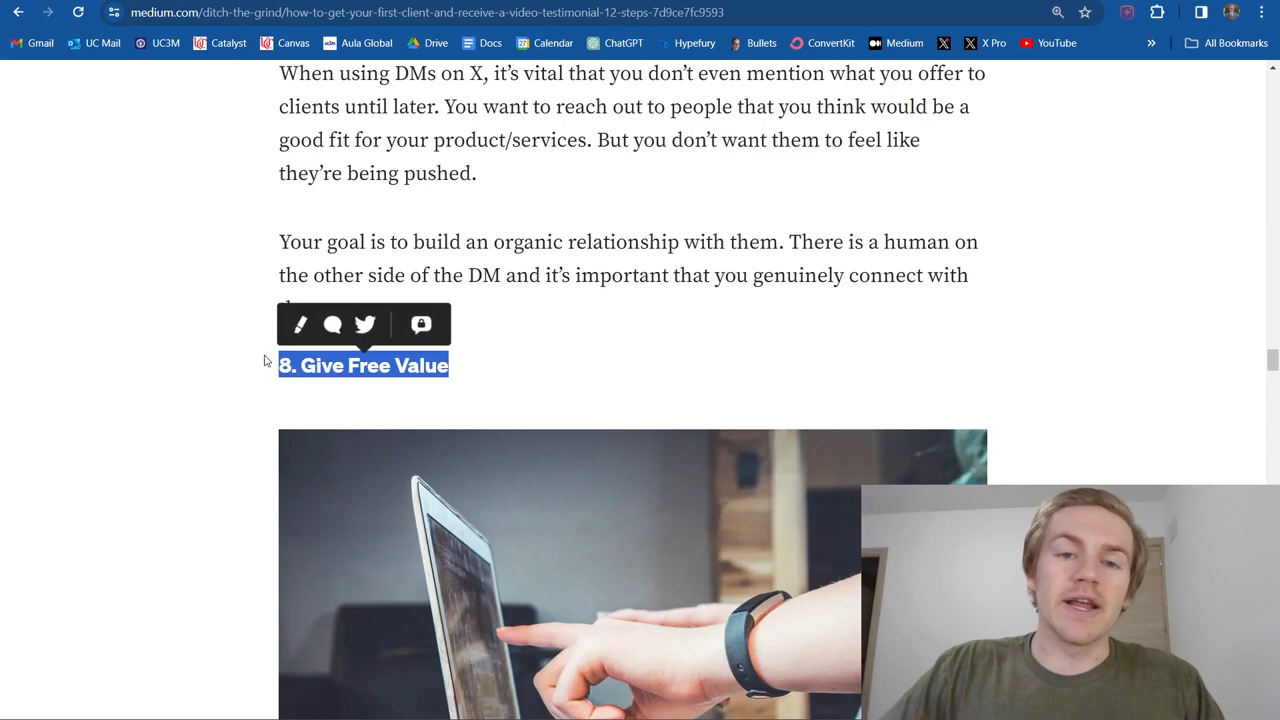 medium.com/ditch-the-grind/how-to-get-your-first-client-and-receive-a-video-testimonial-12-steps-7d9ce7fc9593
Gmail UC Mail UC3M Catalyst Canvas Aula Global Drive Docs Calendar ChatGPT Hypefury Bullets ConvertKit Medium X X Pro YouTube » All Bookmarks
When using DMs on X, it’s vital that you don’t even mention what you offer to
clients until later. You want to reach out to people that you think would be a
good fit for your product/services. But you don’t want them to feel like
they’re being pushed.
Your goal is to build an organic relationship with them. There is a human on
the other side of the DM and it’s important that you genuinely connect with
8. Give Free Value